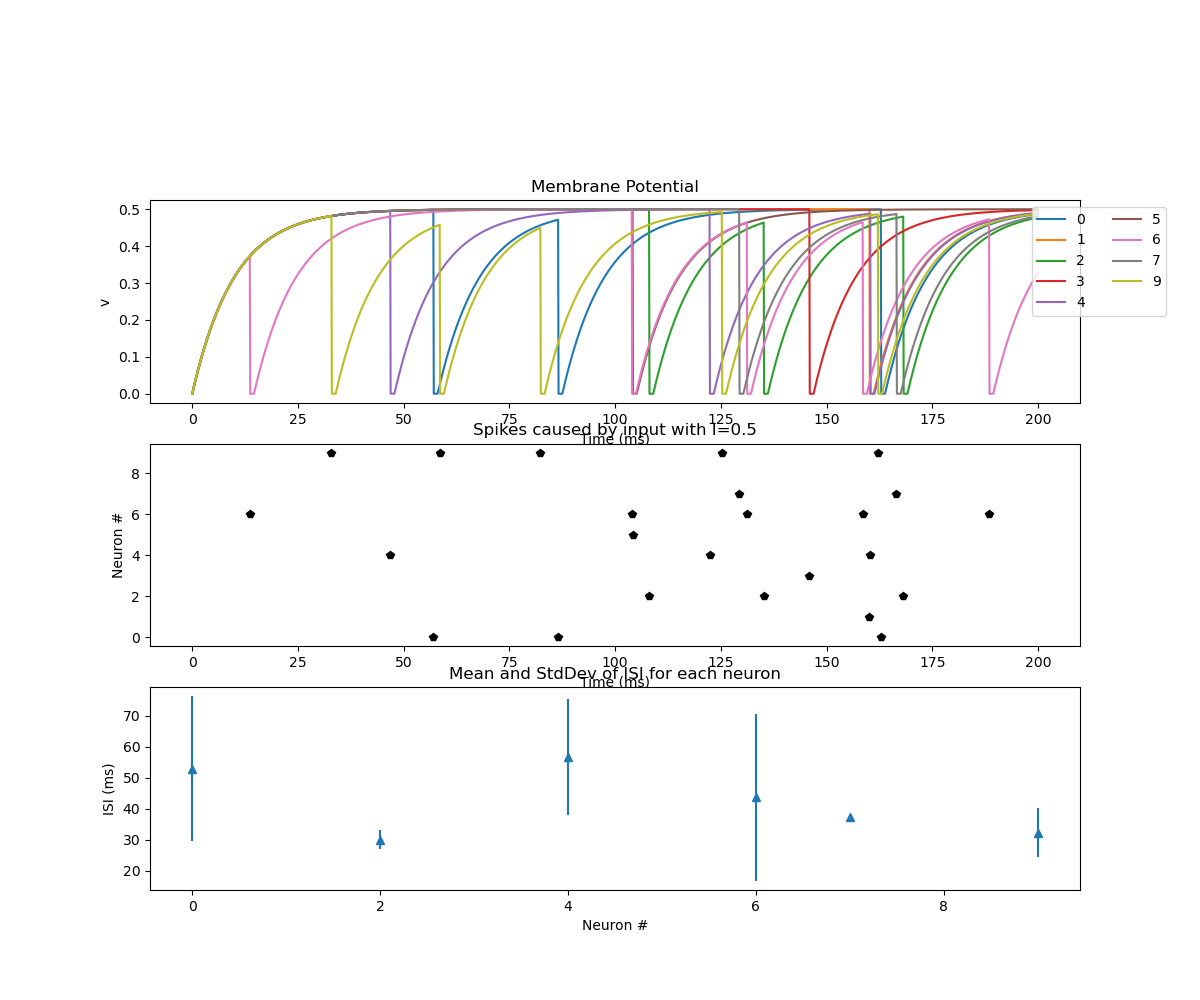 Membrane Potential
v
0.5
0.4
0.3
0.2
0.1
0.0
0 25 50 75 100 125 150 175 200
Time (ms)
0 5
1 6
2 7
3 9
4
Spikes caused by input with I=0.5
Neuron #
8
6
4
2
0
0 25 50 75 100 125 150 175 200
Time (ms)
Mean and StdDev of ISI for each neuron
ISI (ms)
70
60
50
40
30
20
0 2 4 6 8
Neuron #